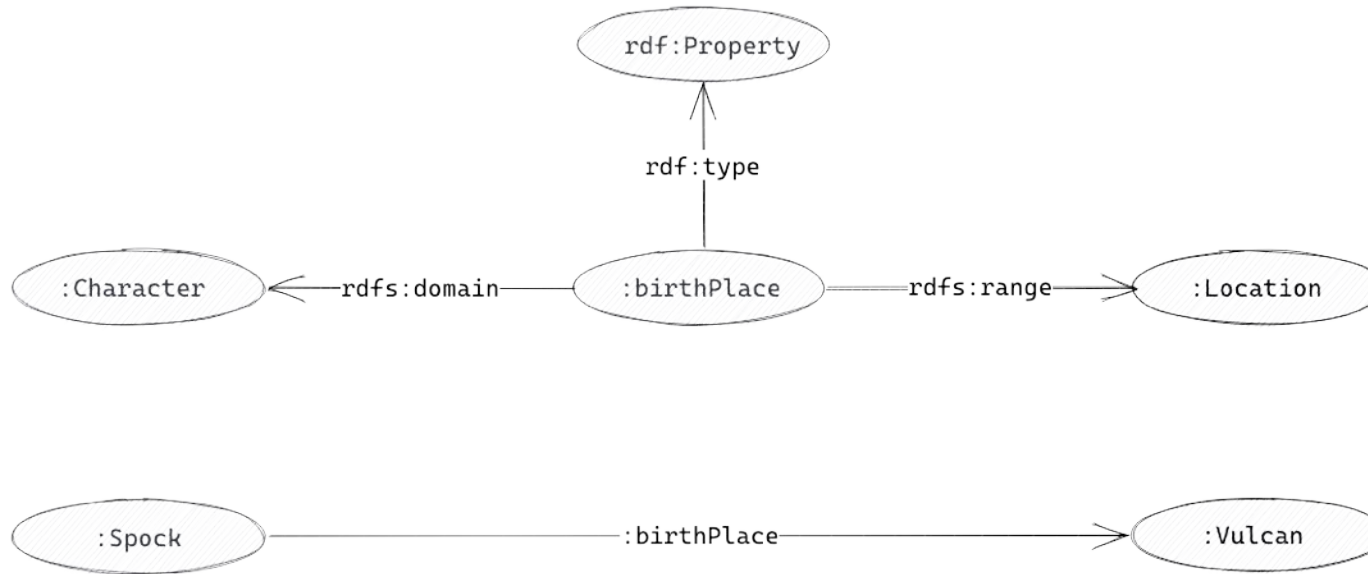 rdf:Property
rdf:type
:Character rdfs:domain :birthPlace rdfs:range :Location
:Spock :birthPlace :Vulcan